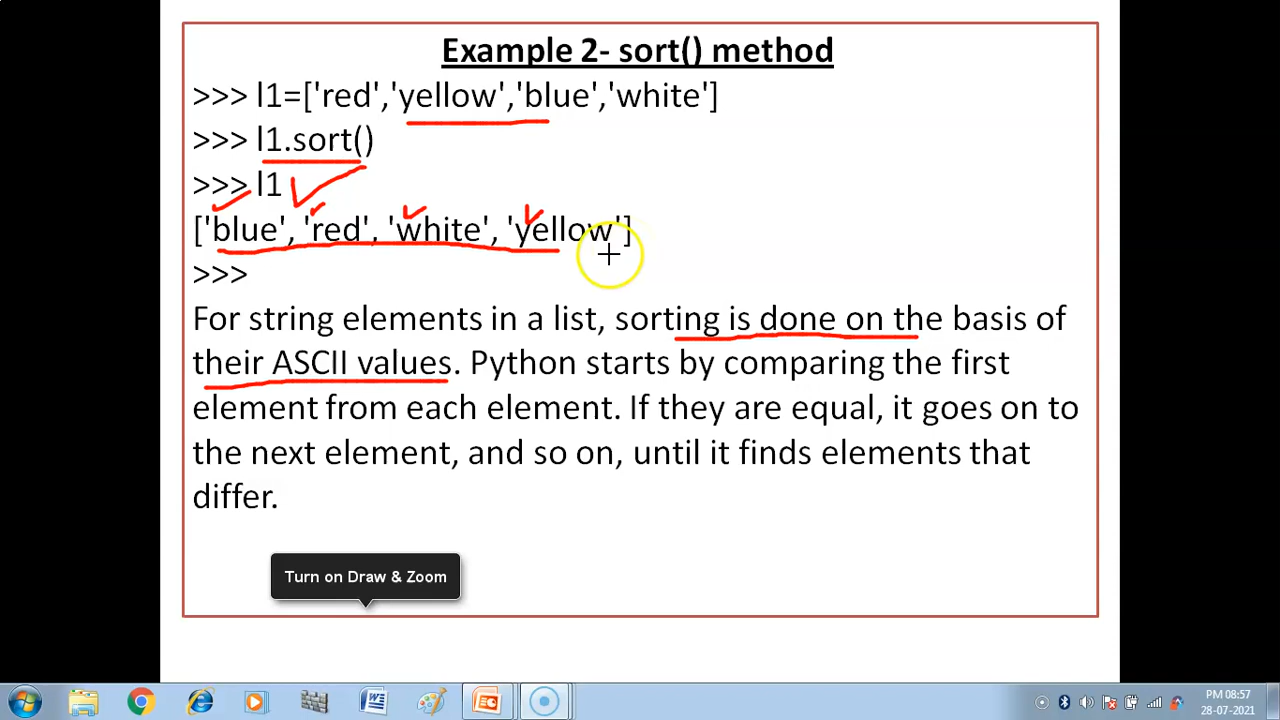 Example 2- sort() method
>>> l1=['red','yellow','blue','white']
>>> l1.sort()
>>> l1
['blue', 'red', 'white', 'yellow']
>>>
For string elements in a list, sorting is done on the basis of
their ASCII values. Python starts by comparing the first
element from each element. If they are equal, it goes on to
the next element, and so on, until it finds elements that
differ.
Turn on Draw & Zoom
PM 08:57
28-07-2021